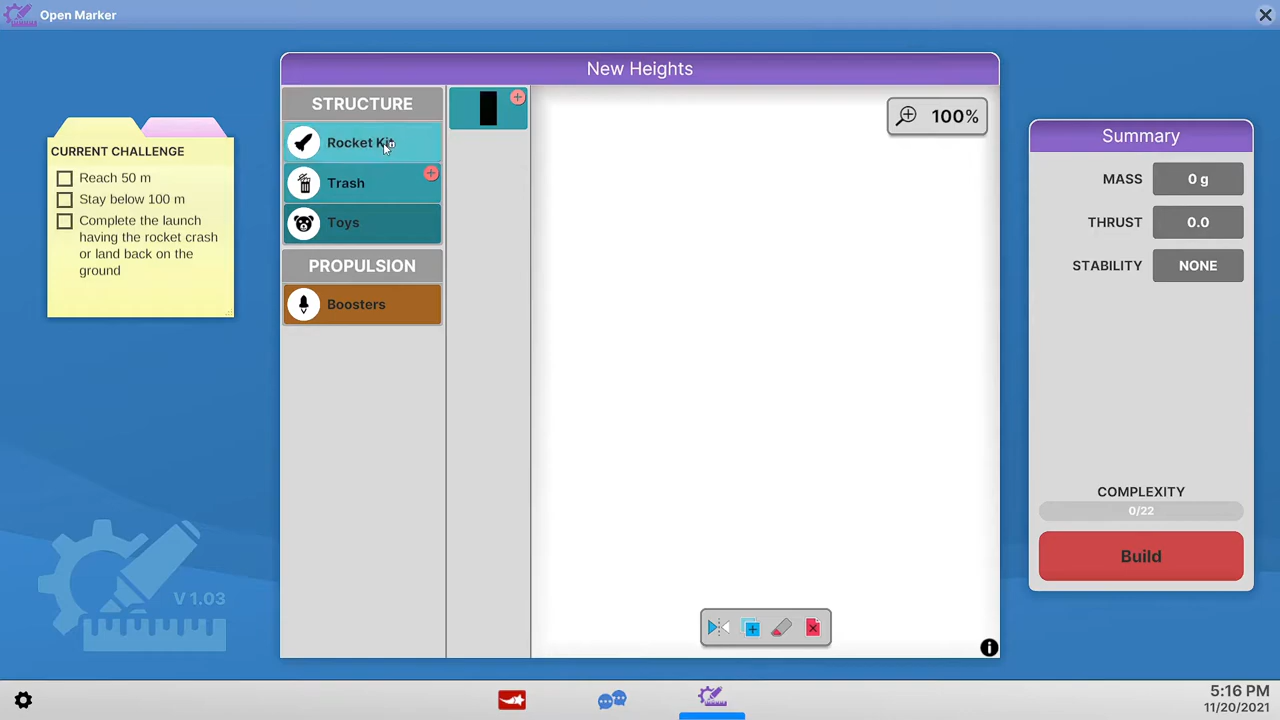 Open Marker
New Heights
CURRENT CHALLENGE
Reach 50 m
Stay below 100 m
Complete the launch
having the rocket crash
or land back on the
ground
STRUCTURE
Rocket Kit
Trash
Toys
PROPULSION
Boosters
100%
Summary
MASS 0 g
THRUST 0.0
STABILITY NONE
COMPLEXITY
0/22
Build
V 1.03
5:16 PM
11/20/2021